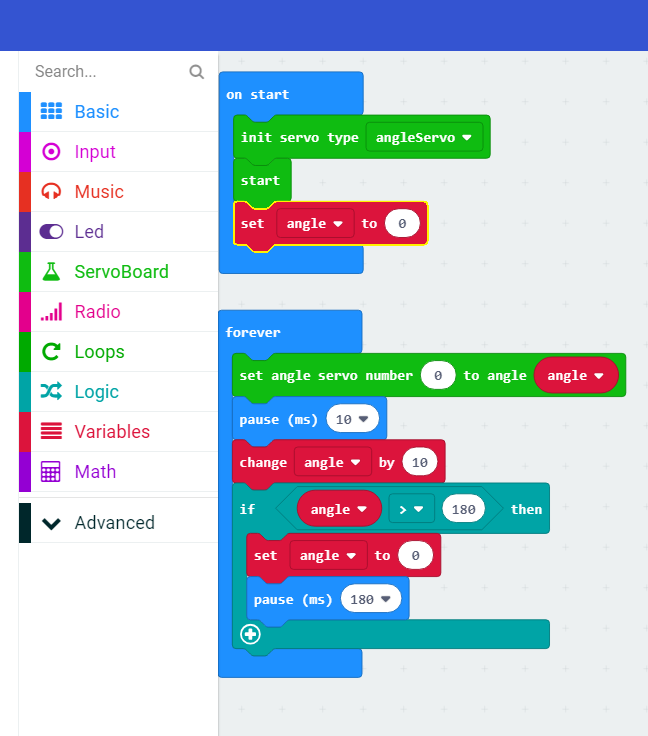 Search...
Basic
Input
Music
Led
ServoBoard
Radio
Loops
Logic
Variables
Math
Advanced
on start
init servo type angleServo
start
set angle to 0
forever
set angle servo number 0 to angle angle
pause (ms) 10
change angle by 10
if angle > 180 then
set angle to 0
pause (ms) 180